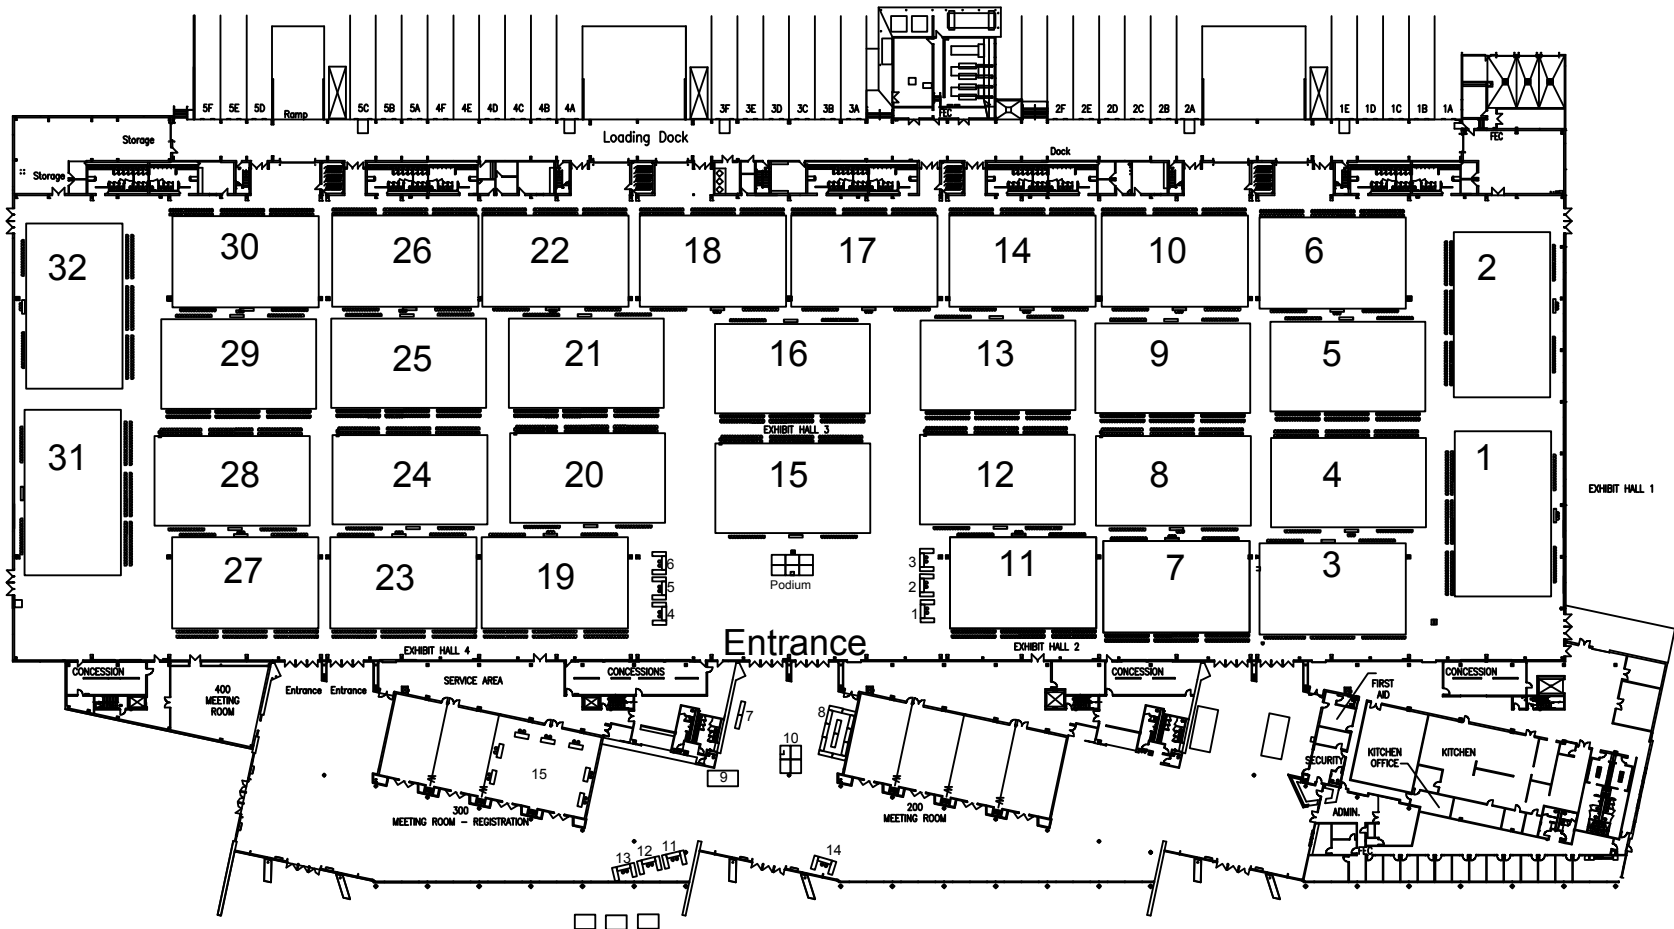 5F 5E 5D Ramp 5C 5B 5A 4F 4E 4D 4C 4B 4A 3F 3E 3D 3C 3B 3A FEC 2F 2E 2D 2C 2B 2A 1E 1D 1C 1B 1A
FEC
Storage
Loading Dock
Dock
Storage
32 30 26 22 18 17 14 10 6 2
29 25 21 16 13 9 5
EXHIBIT HALL 3
31 28 24 20 15 12 8 4 1
EXHIBIT HALL 1
27 23 19 11 7 3
6
5
4
Podium
3
2
1
Entrance
EXHIBIT HALL 4
EXHIBIT HALL 2
CONCESSION
400
MEETING
ROOM
Entrance Entrance
SERVICE AREA
CONCESSIONS
CONCESSION
FIRST
AID
CONCESSION
7
8
10
9
15
300
MEETING ROOM - REGISTRATION
200
MEETING ROOM
SECURITY
KITCHEN
OFFICE
KITCHEN
ADMIN.
FEC
13 12 11
14